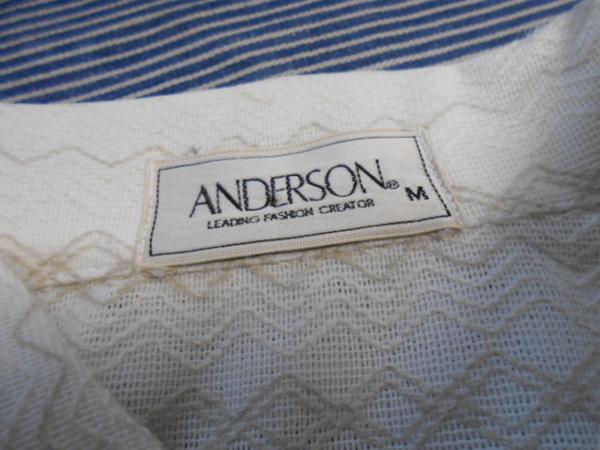 ANDERSON® M
LEADING FASHION CREATOR